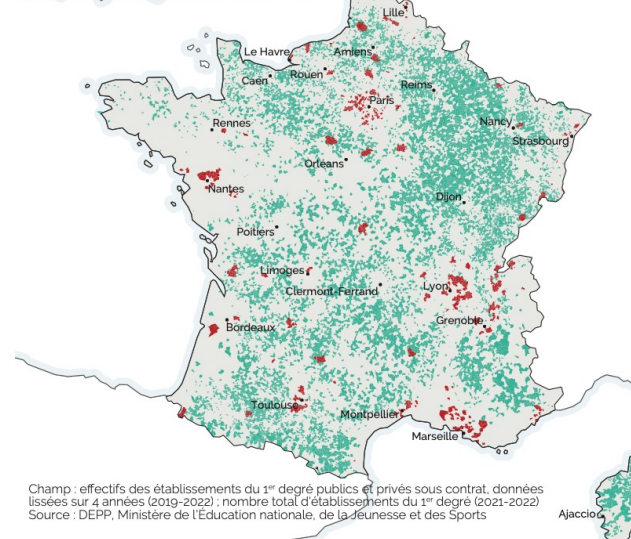 Lille
Le Havre
Amiens
Rouen
Caen
Reims
Paris
Rennes
Nancy
Strasbourg
Orléans
Nantes
Dijon
Poitiers
Limoges
Clermont-Ferrand
Lyon
Grenoble
Bordeaux
Toulouse
Montpellier
Marseille
Champ : effectifs des établissements du 1er degré publics et privés sous contrat, données
lissées sur 4 années (2019-2022) ; nombre total d'établissements du 1er degré (2021-2022)
Source : DEPP, Ministère de l'Éducation nationale, de la Jeunesse et des Sports
Ajaccio